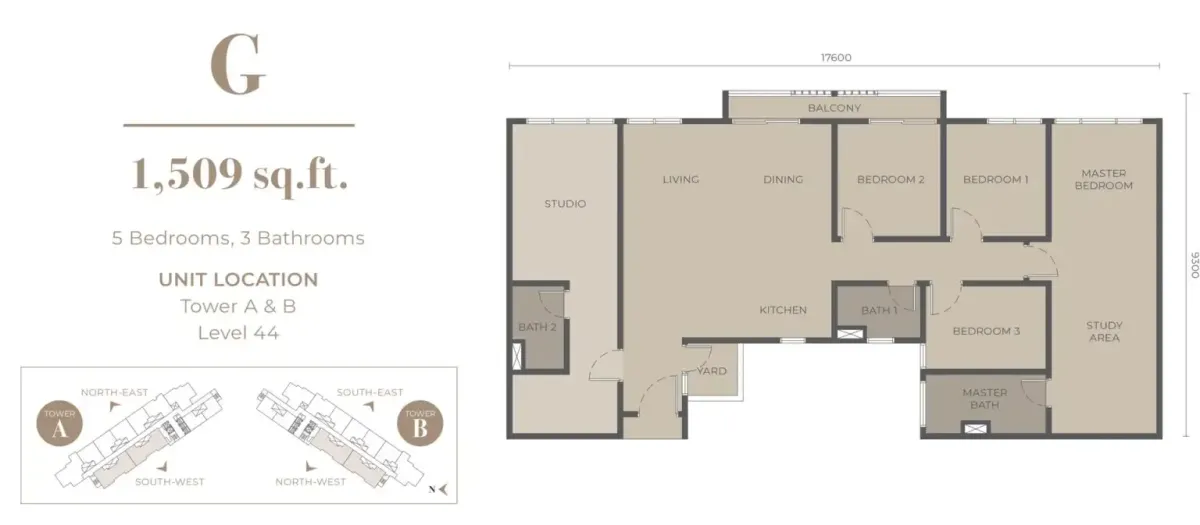 G
1,509 sq.ft.
5 Bedrooms, 3 Bathrooms
UNIT LOCATION
Tower A & B
Level 44
NORTH-EAST
TOWER
A
SOUTH-WEST
SOUTH-EAST
TOWER
B
NORTH-WEST
N
17600
9300
BALCONY
STUDIO
LIVING
DINING
BEDROOM 2
BEDROOM 1
MASTER
BEDROOM
BATH 2
KITCHEN
BATH 1
BEDROOM 3
STUDY
AREA
YARD
MASTER
BATH